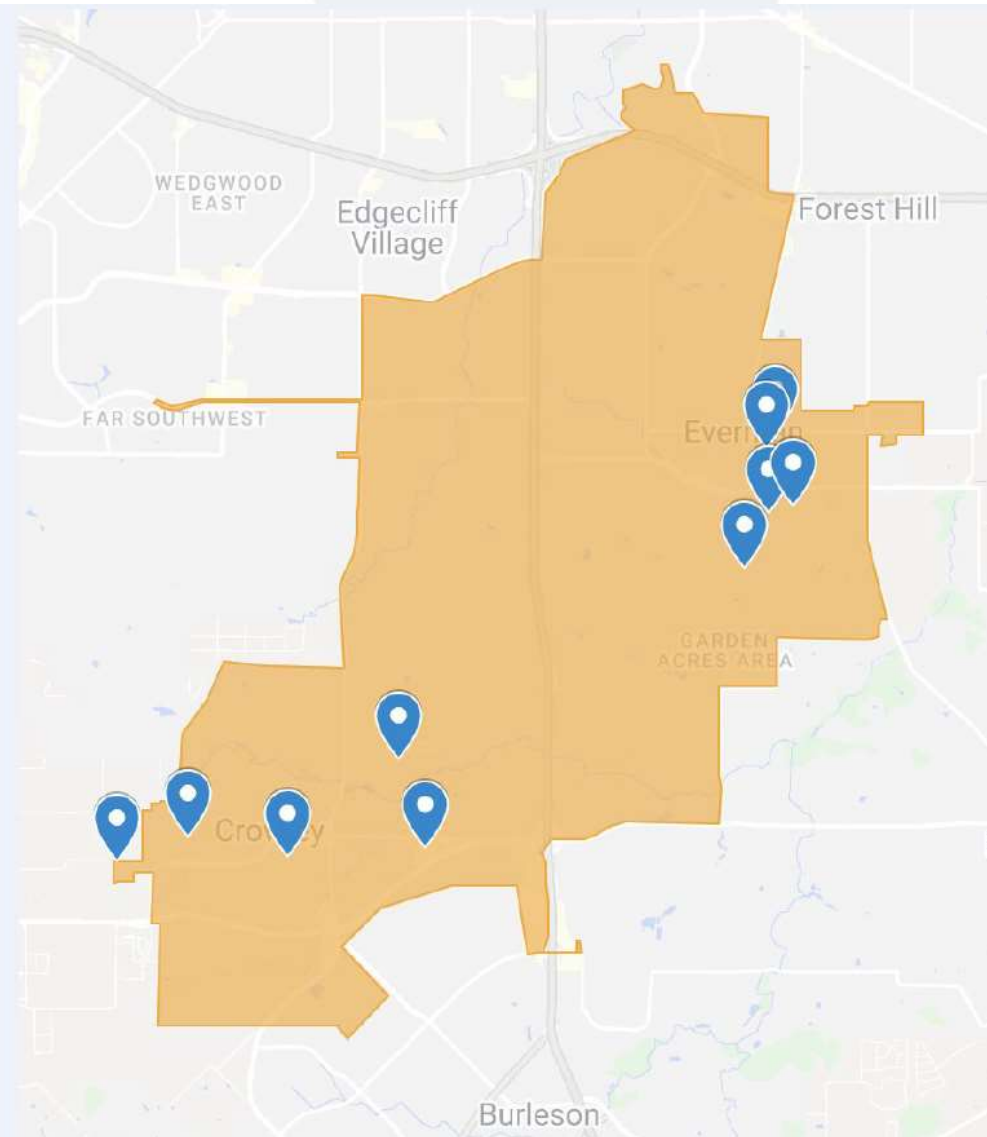 WEDGWOOD
EAST
Edgecliff
Village
Forest Hill
FAR SOUTHWEST
GARDEN
ACRES AREA
Burleson